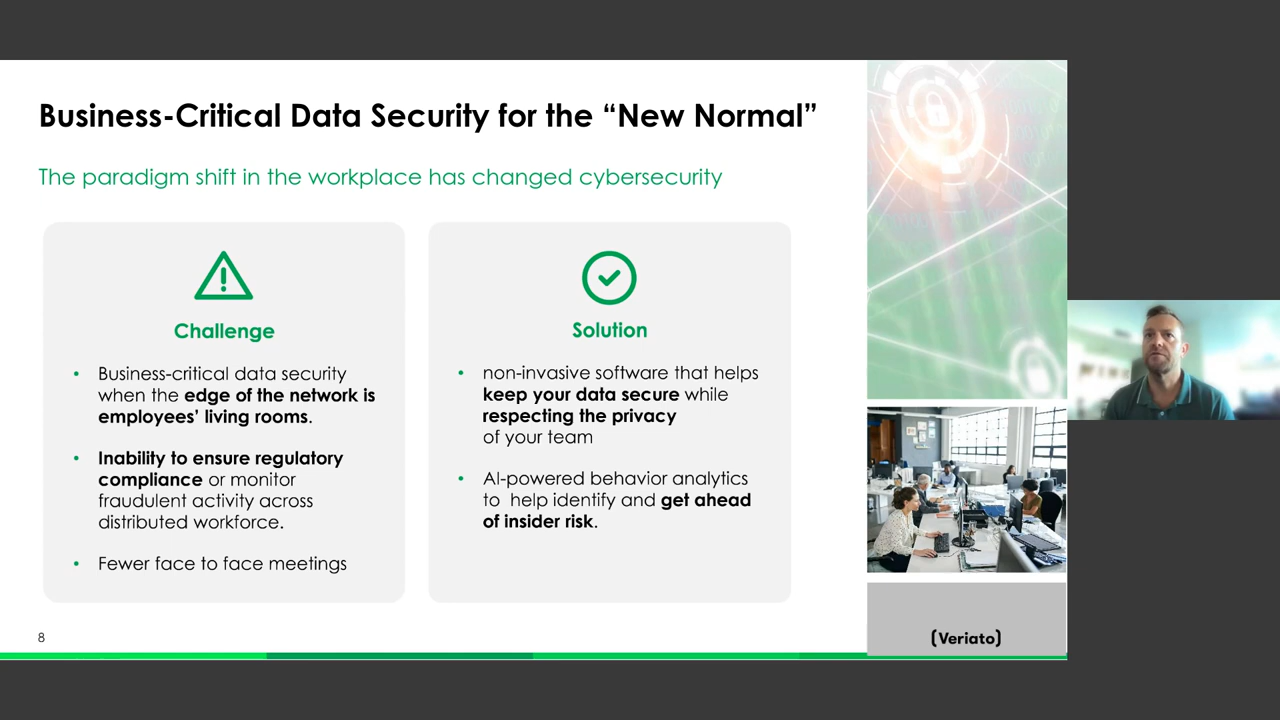 Business-Critical Data Security for the “New Normal”
The paradigm shift in the workplace has changed cybersecurity
Challenge
• Business-critical data security
when the edge of the network is
employees’ living rooms.
• Inability to ensure regulatory
compliance or monitor
fraudulent activity across
distributed workforce.
• Fewer face to face meetings
Solution
• non-invasive software that helps
keep your data secure while
respecting the privacy
of your team
• AI-powered behavior analytics
to help identify and get ahead
of insider risk.
8
(Veriato)